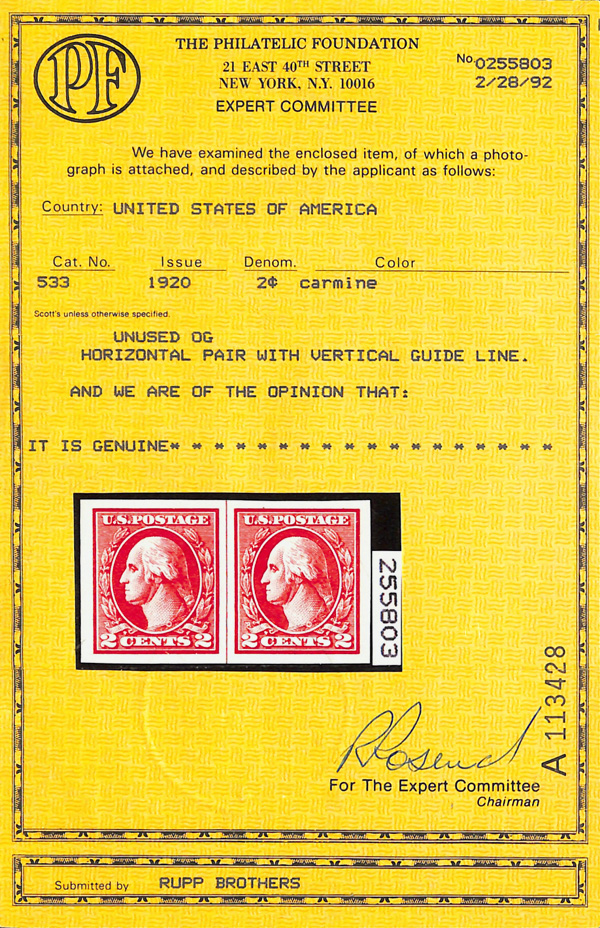 PF
THE PHILATELIC FOUNDATION
21 EAST 40TH STREET
NEW YORK, N.Y. 10016
EXPERT COMMITTEE
No. 0255803
2/28/92
We have examined the enclosed item, of which a photo-
graph is attached, and described by the applicant as follows:
Country: UNITED STATES OF AMERICA
Cat. No. Issue Denom. Color
533 1920 2¢ carmine
Scott's unless otherwise specified.
UNUSED OG
HORIZONTAL PAIR WITH VERTICAL GUIDE LINE.
AND WE ARE OF THE OPINION THAT:
IT IS GENUINE* * * * * * * * * * * * * * * * * * *
U.S. POSTAGE U.S. POSTAGE
2 CENTS 2 2 CENTS 2
255803
A 113428
For The Expert Committee
Chairman
Submitted by RUPP BROTHERS